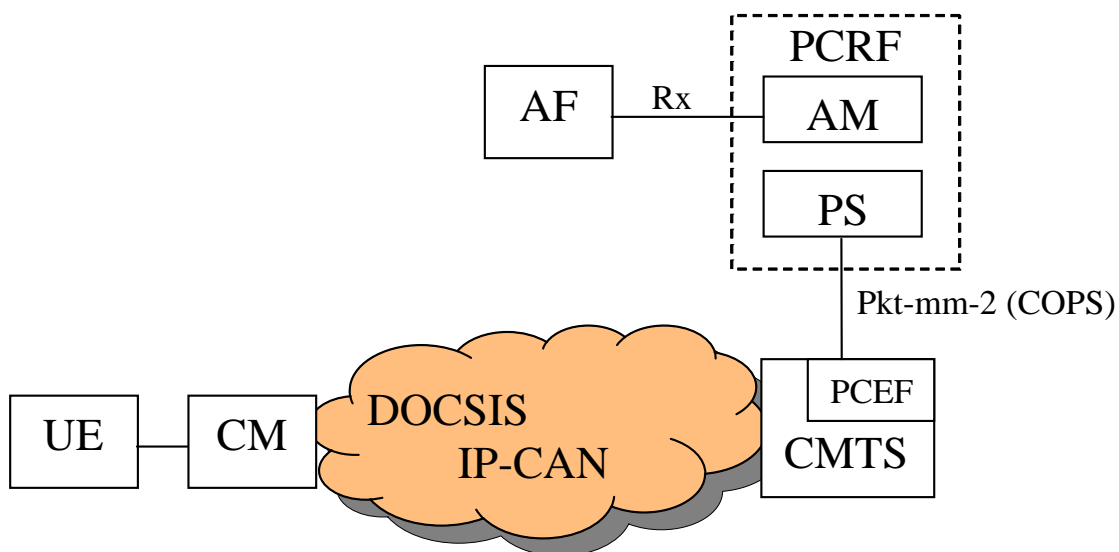 PCRF
AF
Rx
AM
PS
Pkt-mm-2 (COPS)
PCEF
UE
CM
DOCSIS
IP-CAN
CMTS